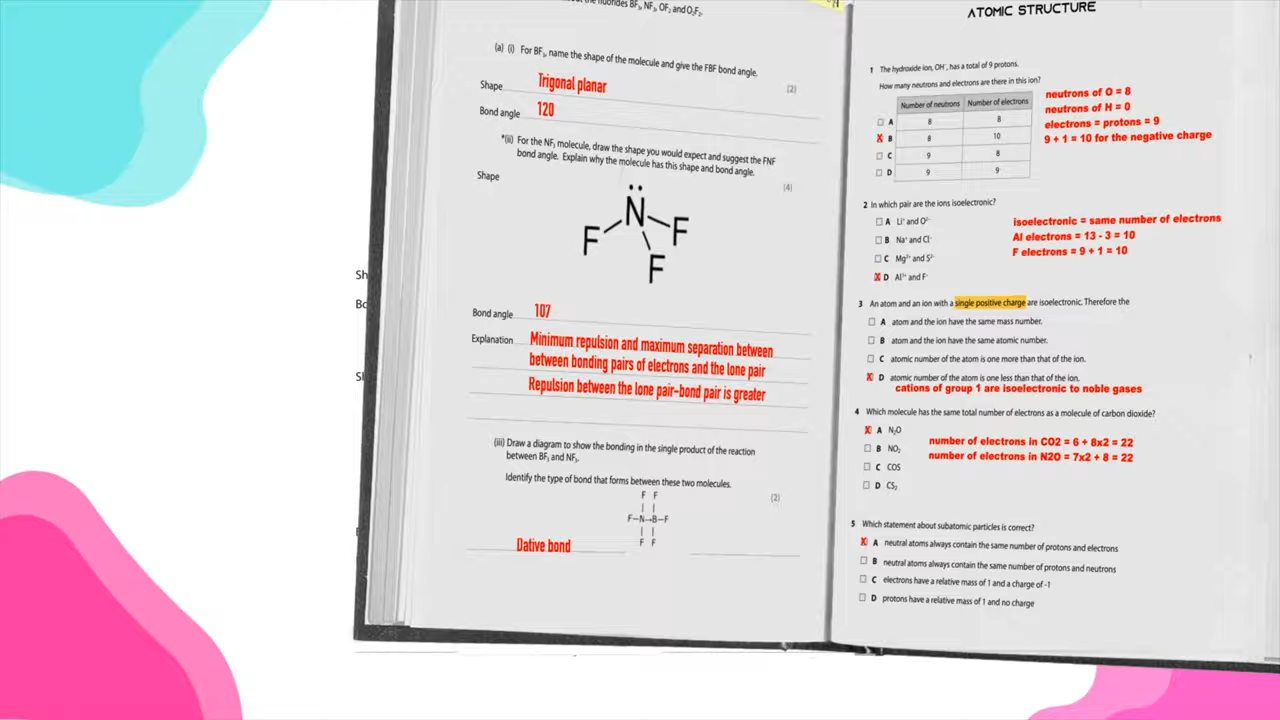 the fluorides BF₃, NF₃, OF₂ and O₂F₂.
(a) (i) For BF₃, name the shape of the molecule and give the FBF bond angle.
(2)
Shape Trigonal planar
Bond angle 120
*(ii) For the NF₃ molecule, draw the shape you would expect and suggest the FNF
bond angle. Explain why the molecule has this shape and bond angle.
(4)
Shape
N
F F
F
Bond angle 107
Explanation Minimum repulsion and maximum separation between
between bonding pairs of electrons and the lone pair
Repulsion between the lone pair-bond pair is greater
(iii) Draw a diagram to show the bonding in the single product of the reaction
between BF₃ and NF₃.
Identify the type of bond that forms between these two molecules.
(2)
F F
F–N→B–F
F F
Dative bond
Sh
Bo
ATOMIC STRUCTURE
1 The hydroxide ion, OH⁻, has a total of 9 protons.
How many neutrons and electrons are there in this ion?
Number of neutrons Number of electrons
A 8 8
B 8 10
C 9 8
D 9 9
neutrons of O = 8
neutrons of H = 0
electrons = protons = 9
9 + 1 = 10 for the negative charge
2 In which pair are the ions isoelectronic?
A Li⁺ and O²⁻
B Na⁺ and Cl⁻
C Mg²⁺ and S²⁻
D Al³⁺ and F⁻
isoelectronic = same number of electrons
Al electrons = 13 - 3 = 10
F electrons = 9 + 1 = 10
3 An atom and an ion with a single positive charge are isoelectronic. Therefore the
A atom and the ion have the same mass number.
B atom and the ion have the same atomic number.
C atomic number of the atom is one more than that of the ion.
D atomic number of the atom is one less than that of the ion.
cations of group 1 are isoelectronic to noble gases
4 Which molecule has the same total number of electrons as a molecule of carbon dioxide?
A N₂O
B NO₂
C COS
D CS₂
number of electrons in CO2 = 6 + 8x2 = 22
number of electrons in N2O = 7x2 + 8 = 22
5 Which statement about subatomic particles is correct?
A neutral atoms always contain the same number of protons and electrons
B neutral atoms always contain the same number of protons and neutrons
C electrons have a relative mass of 1 and a charge of -1
D protons have a relative mass of 1 and no charge